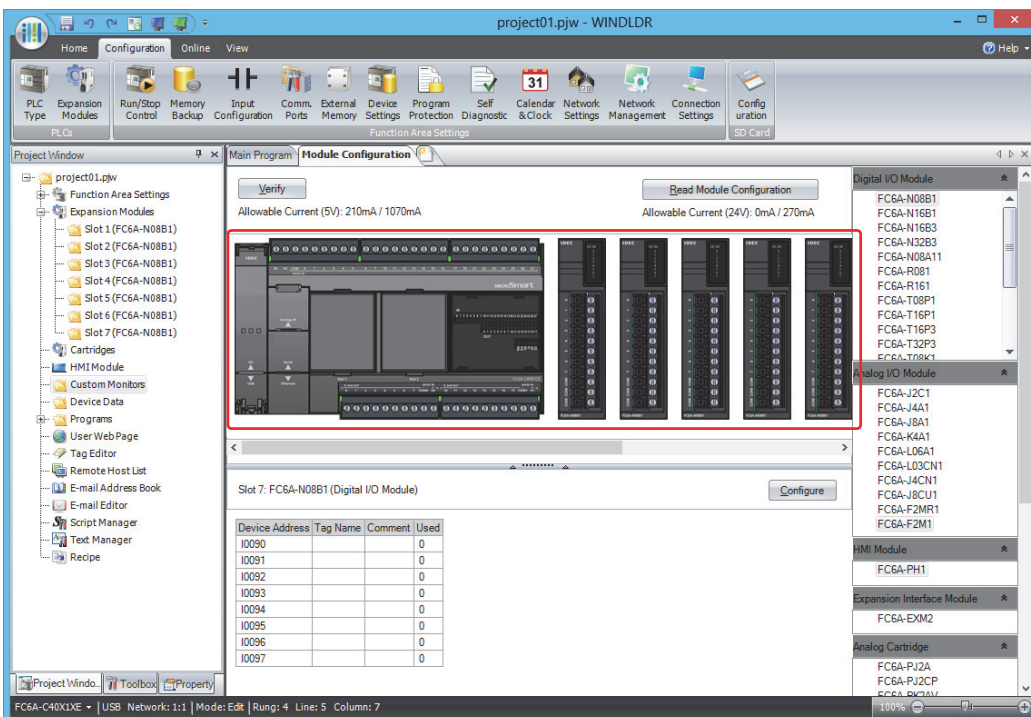 project01.pjw - WINDLDR
Home Configuration Online View Help
PLC Type
Expansion Modules
Run/Stop Control
Memory Backup
Input Configuration
Comm. Ports
External Memory
Device Settings
Program Protection
Self Diagnostic
31
Calendar & Clock
Network Settings
Network Management
Connection Settings
Config uration
PLCs
Function Area Settings
SD Card
Project Window
project01.pjw
Function Area Settings
Expansion Modules
Slot 1 (FC6A-N08B1)
Slot 2 (FC6A-N08B1)
Slot 3 (FC6A-N08B1)
Slot 4 (FC6A-N08B1)
Slot 5 (FC6A-N08B1)
Slot 6 (FC6A-N08B1)
Slot 7 (FC6A-N08B1)
Cartridges
HMI Module
Custom Monitors
Device Data
Programs
User Web Page
Tag Editor
Remote Host List
E-mail Address Book
E-mail Editor
Script Manager
Text Manager
Recipe
Project Windo...
Toolbox
Property
Main Program
Module Configuration
Verify
Read Module Configuration
Allowable Current (5V): 210mA / 1070mA
Allowable Current (24V): 0mA / 270mA
Slot 7: FC6A-N08B1 (Digital I/O Module)
Configure
Device Address Tag Name Comment Used
I0090 0
I0091 0
I0092 0
I0093 0
I0094 0
I0095 0
I0096 0
I0097 0
Digital I/O Module
FC6A-N08B1
FC6A-N16B1
FC6A-N16B3
FC6A-N32B3
FC6A-N08A11
FC6A-R081
FC6A-R161
FC6A-T08P1
FC6A-T16P1
FC6A-T16P3
FC6A-T32P3
FC6A-T08K1
Analog I/O Module
FC6A-J2C1
FC6A-J4A1
FC6A-J8A1
FC6A-K4A1
FC6A-L06A1
FC6A-L03CN1
FC6A-J4CN1
FC6A-J8CU1
FC6A-F2MR1
FC6A-F2M1
HMI Module
FC6A-PH1
Expansion Interface Module
FC6A-EXM2
Analog Cartridge
FC6A-PJ2A
FC6A-PJ2CP
FC6A-PK2AV
FC6A-C40X1XE
USB Network: 1:1
Mode: Edit
Rung: 4 Line: 5 Column: 7
100%